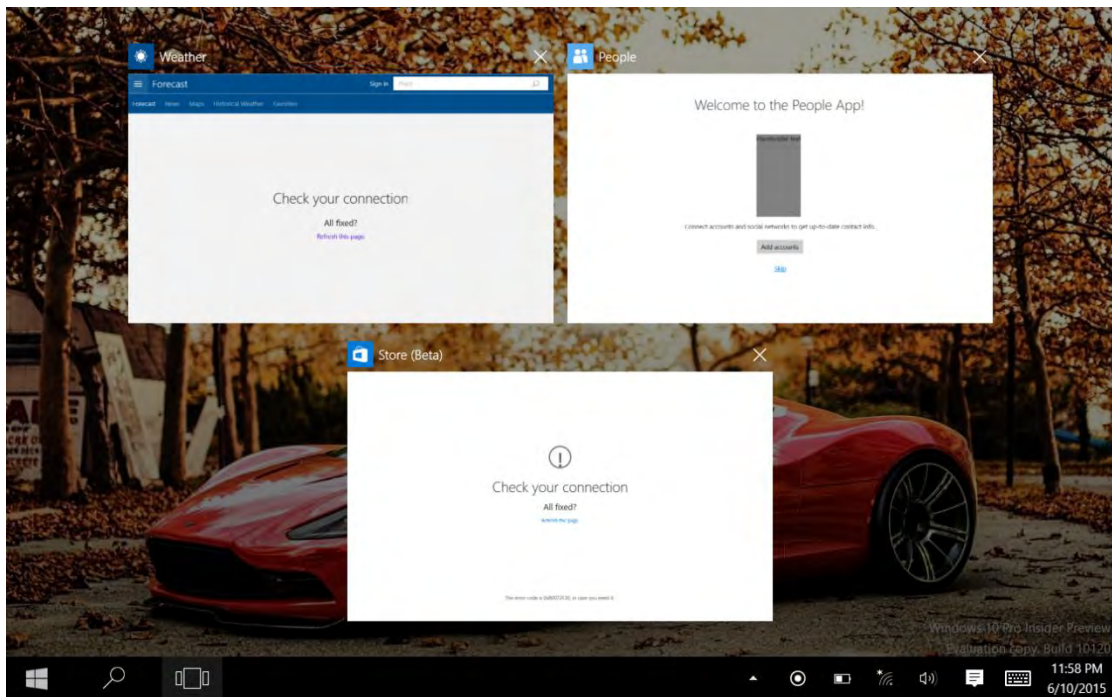 Weather
Forecast
Sign in
Forecast News Maps Historical Weather Favorites
Check your connection
All fixed?
Refresh this page
People
Welcome to the People App!
Placeholder text
Connect accounts and social networks to get up-to-date contact info.
Add accounts
Skip
Store (Beta)
Check your connection
All fixed?
Refresh this page
Windows 10 Pro Insider Preview
Evaluation copy. Build 10120
11:58 PM
6/10/2015